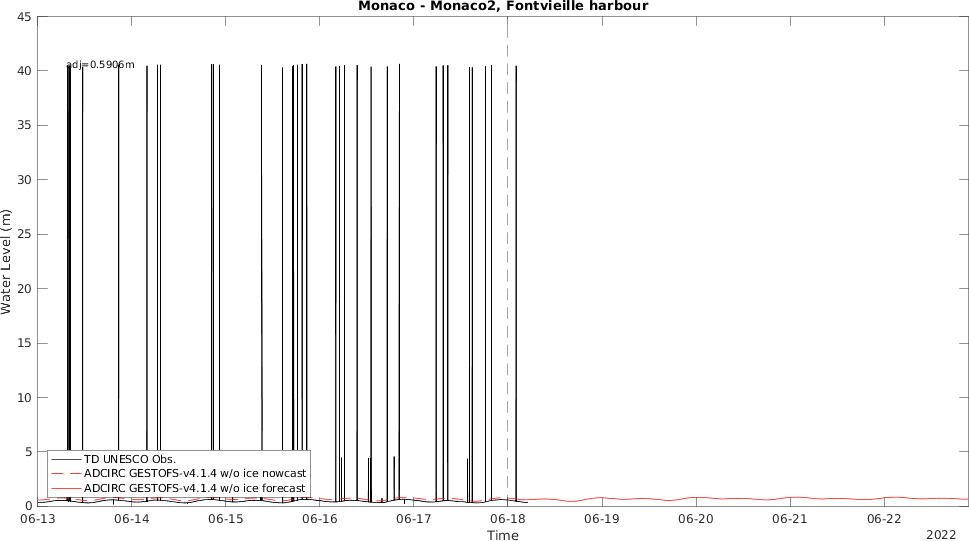 Monaco - Monaco2, Fontvieille harbour
45
40
35
30
25
20
15
10
5
0
Water Level (m)
adj=0.5906m
TD UNESCO Obs.
ADCIRC GESTOFS-v4.1.4 w/o ice nowcast
ADCIRC GESTOFS-v4.1.4 w/o ice forecast
06-13 06-14 06-15 06-16 06-17 06-18 06-19 06-20 06-21 06-22
Time
2022